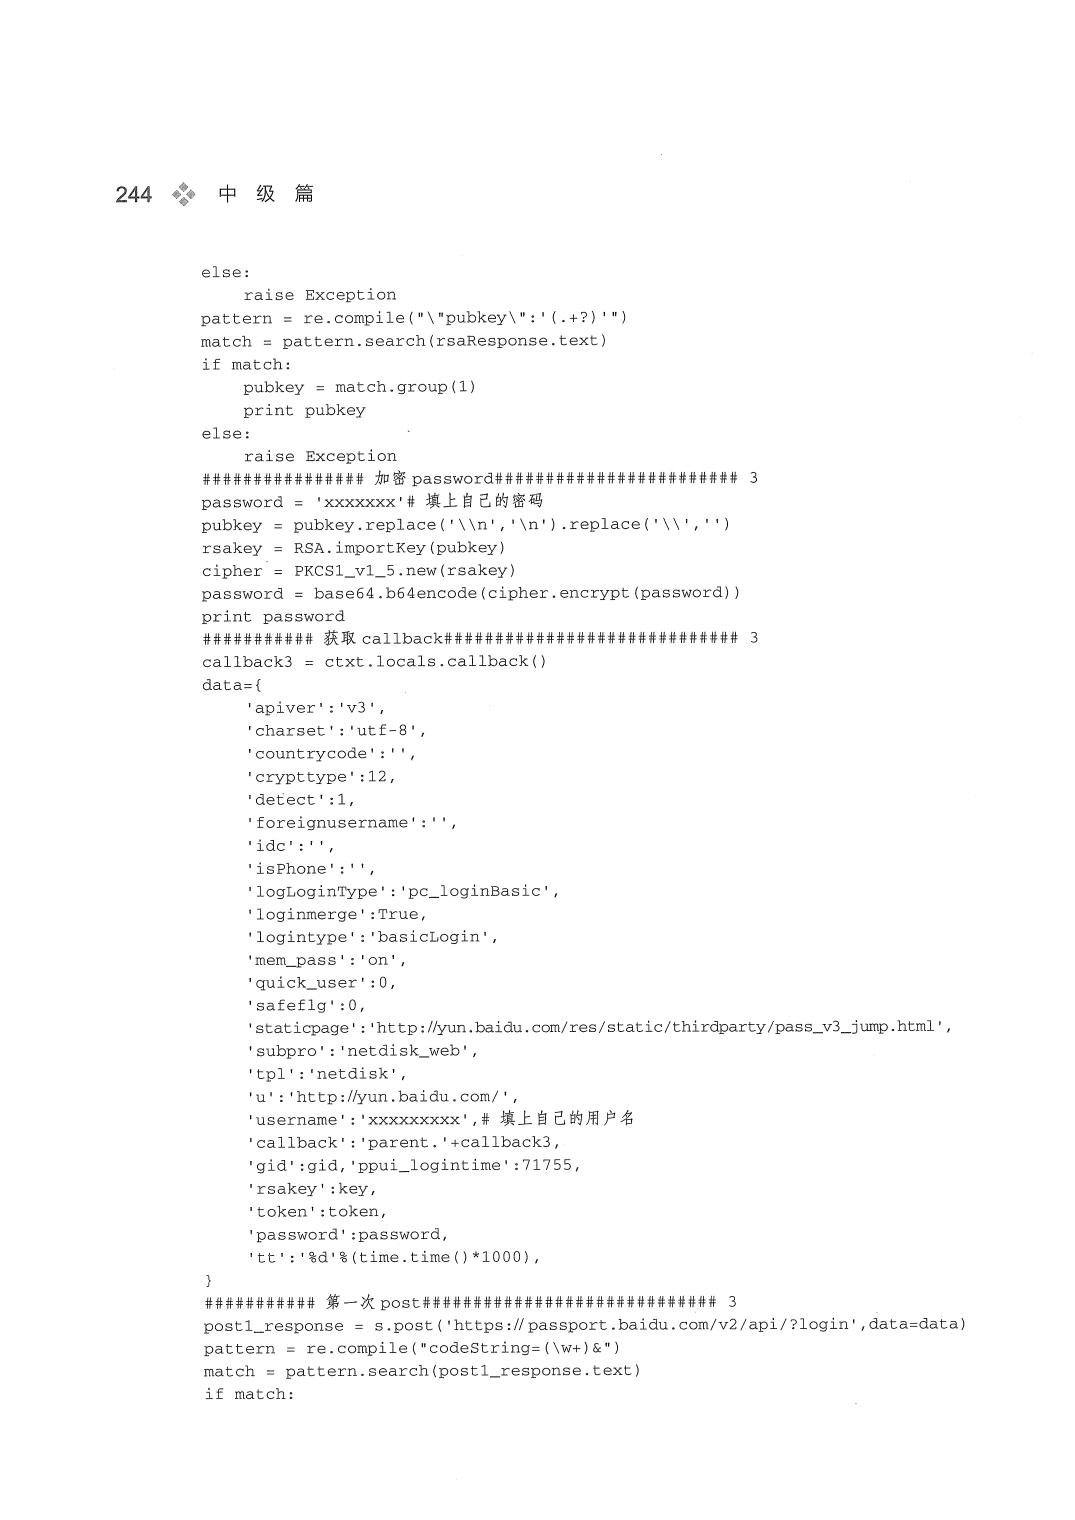 244 中 级 篇
else:
    raise Exception
pattern = re.compile("\"pubkey\":'(.+?)'")
match = pattern.search(rsaResponse.text)
if match:
    pubkey = match.group(1)
    print pubkey
else:
    raise Exception
################ 加密 password######################## 3
password = 'xxxxxxx'# 填上自己的密码
pubkey = pubkey.replace('\\n','\n').replace('\\','')
rsakey = RSA.importKey(pubkey)
cipher = PKCS1_v1_5.new(rsakey)
password = base64.b64encode(cipher.encrypt(password))
print password
########### 获取 callback############################# 3
callback3 = ctxt.locals.callback()
data={
    'apiver':'v3',
    'charset':'utf-8',
    'countrycode':'',
    'crypttype':12,
    'detect':1,
    'foreignusername':'',
    'idc':'',
    'isPhone':'',
    'logLoginType':'pc_loginBasic',
    'loginmerge':True,
    'logintype':'basicLogin',
    'mem_pass':'on',
    'quick_user':0,
    'safeflg':0,
    'staticpage':'http://yun.baidu.com/res/static/thirdparty/pass_v3_jump.html',
    'subpro':'netdisk_web',
    'tpl':'netdisk',
    'u':'http://yun.baidu.com/',
    'username':'xxxxxxxxx',# 填上自己的用户名
    'callback':'parent.'+callback3,
    'gid':gid,'ppui_logintime':71755,
    'rsakey':key,
    'token':token,
    'password':password,
    'tt':'%d'%(time.time()*1000),
}
########### 第一次 post############################# 3
post1_response = s.post('https://passport.baidu.com/v2/api/?login',data=data)
pattern = re.compile("codeString=(\w+)&")
match = pattern.search(post1_response.text)
if match: